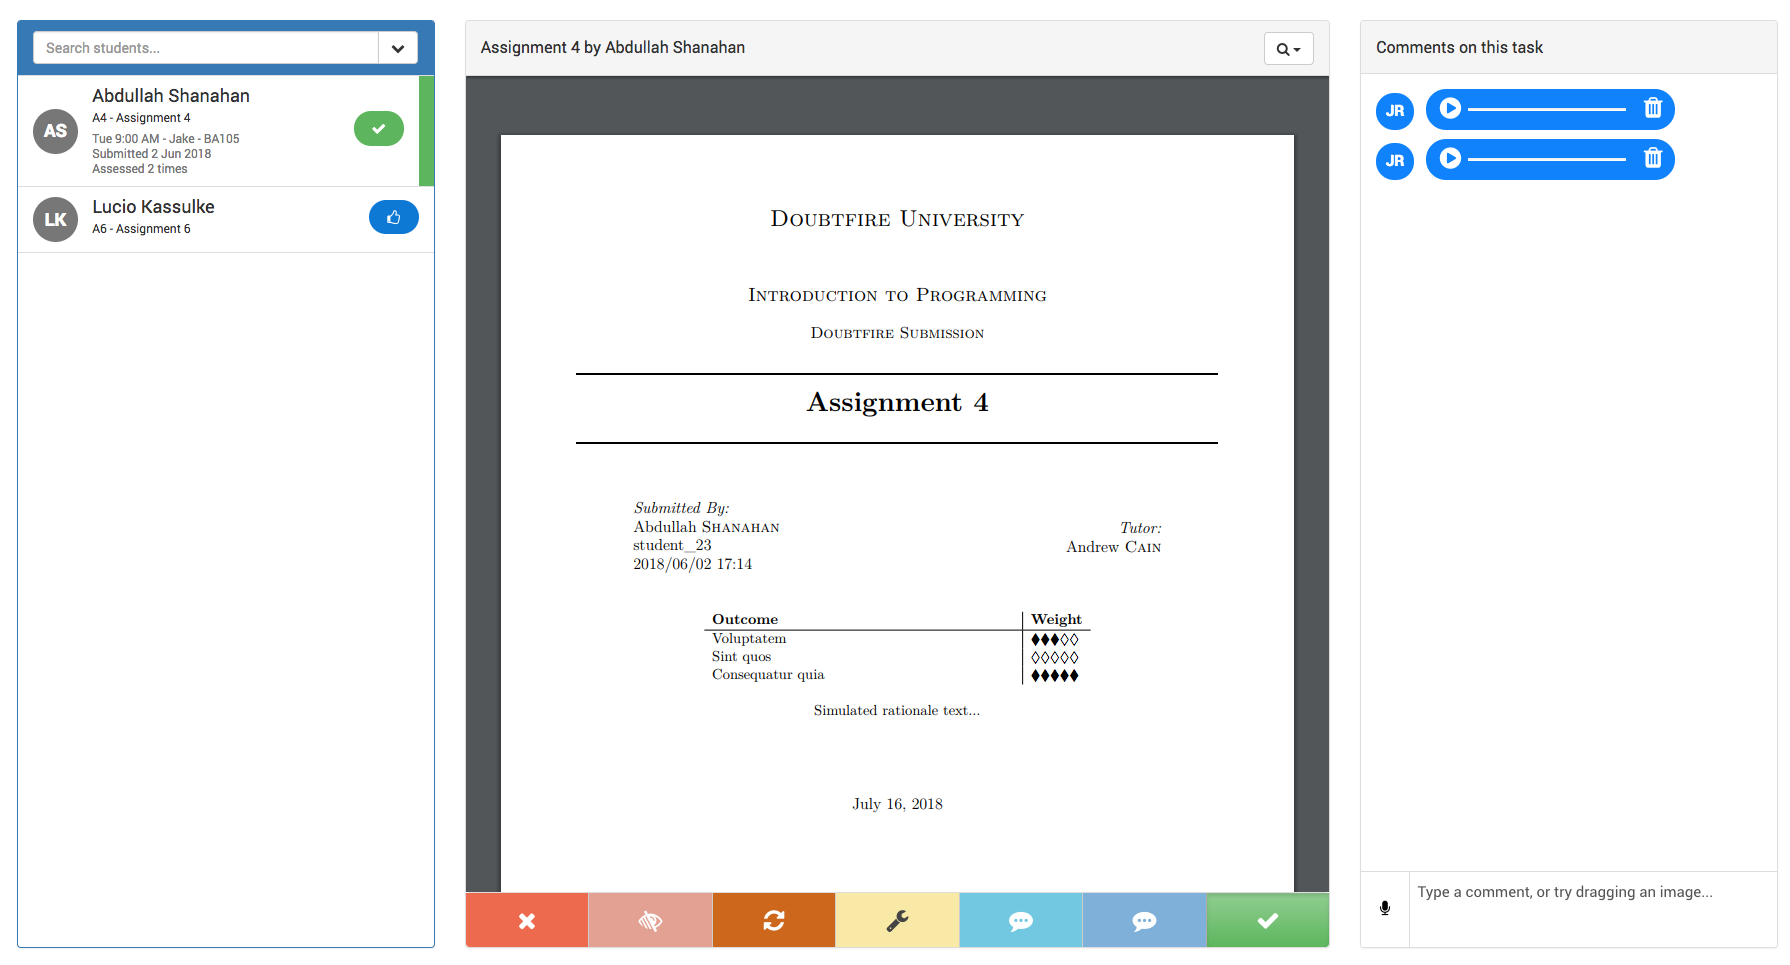 Search students...
AS
Abdullah Shanahan
A4 - Assignment 4
Tue 9:00 AM - Jake - BA105
Submitted 2 Jun 2018
Assessed 2 times
LK
Lucio Kassulke
A6 - Assignment 6
Assignment 4 by Abdullah Shanahan
Doubtfire University
Introduction to Programming
Doubtfire Submission
Assignment 4
Submitted By:
Abdullah Shanahan
student_23
2018/06/02 17:14
Tutor:
Andrew Cain
Outcome Weight
Voluptatem ♦♦♦◊◊
Sint quos ◊◊◊◊◊
Consequatur quia ♦♦♦♦♦
Simulated rationale text...
July 16, 2018
Comments on this task
JR
JR
Type a comment, or try dragging an image...